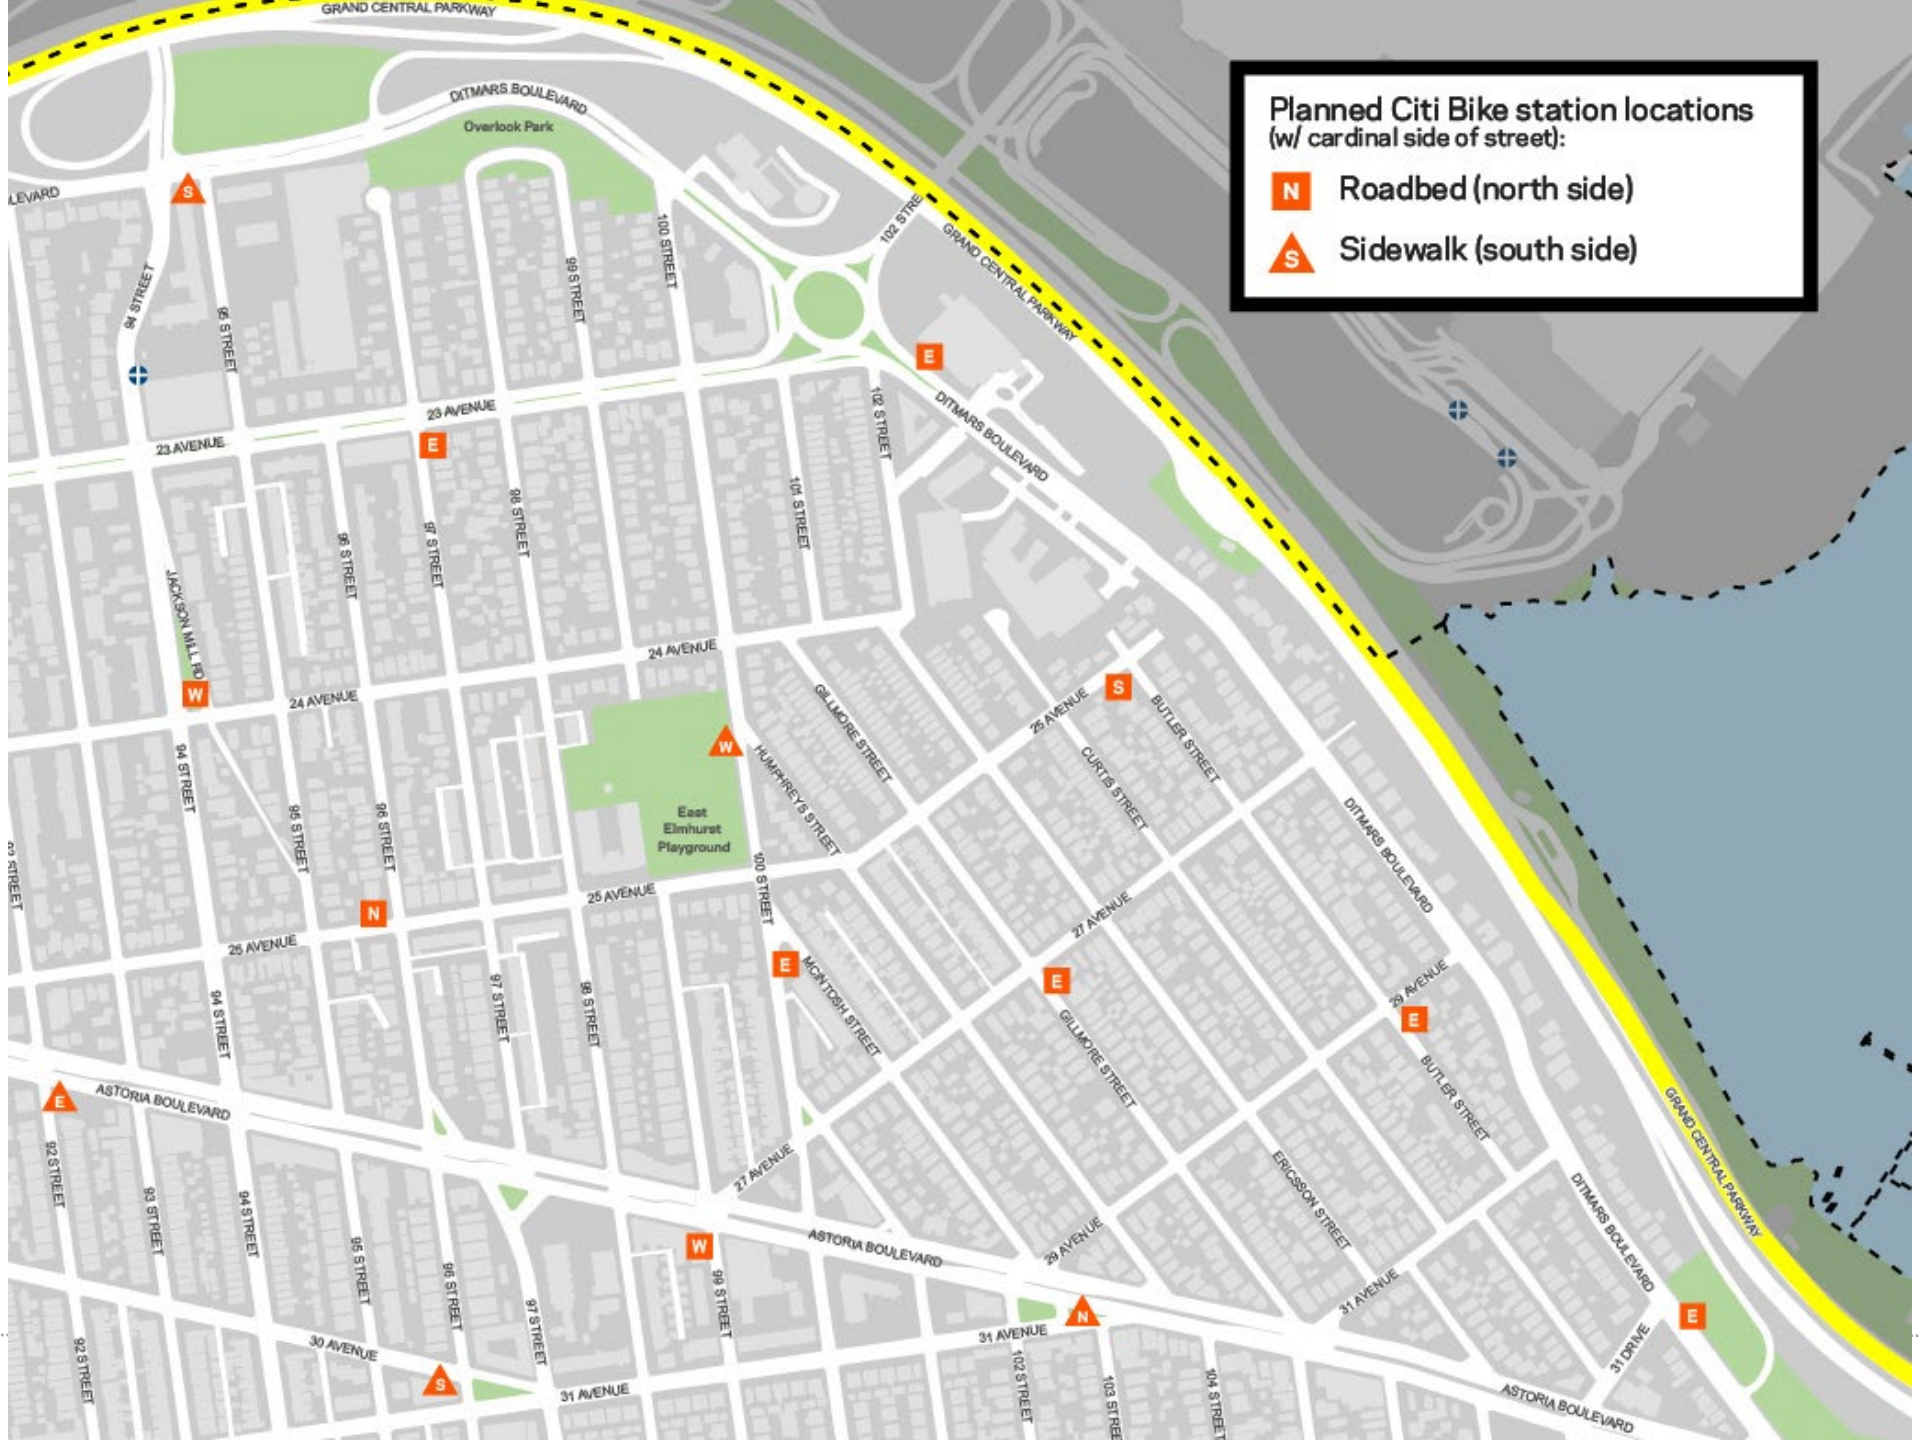 GRAND CENTRAL PARKWAY
DITMARS BOULEVARD
Overlook Park
Planned Citi Bike station locations
(w/ cardinal side of street):
N Roadbed (north side)
S Sidewalk (south side)
LEVARD
S
94 STREET
95 STREET
99 STREET
100 STREET
102 STRE
GRAND CENTRAL PARKWAY
E
DITMARS BOULEVARD
102 STREET
23 AVENUE
23 AVENUE
E
101 STREET
98 STREET
97 STREET
96 STREET
JACKSON MILL RD
W
24 AVENUE
24 AVENUE
GILLMORE STREET
25 AVENUE
S
BUTLER STREET
CURTIS STREET
W
HUMPHREYS STREET
East
Elmhurst
Playground
94 STREET
95 STREET
96 STREET
DITMARS BOULEVARD
100 STREET
25 AVENUE
N
25 AVENUE
27 AVENUE
E
MCINTOSH STREET
E
GILLMORE STREET
29 AVENUE
E
BUTLER STREET
94 STREET
97 STREET
98 STREET
E
ASTORIA BOULEVARD
92 STREET
93 STREET
94 STREET
95 STREET
96 STREET
27 AVENUE
ERICSSON STREET
GRAND CENTRAL PARKWAY
DITMARS BOULEVARD
W
99 STREET
ASTORIA BOULEVARD
29 AVENUE
31 AVENUE
N
31 AVENUE
E
31 DRIVE
97 STREET
30 AVENUE
S
31 AVENUE
92 STREET
102 STREET
103 STREE
104 STREET
ASTORIA BOULEVARD